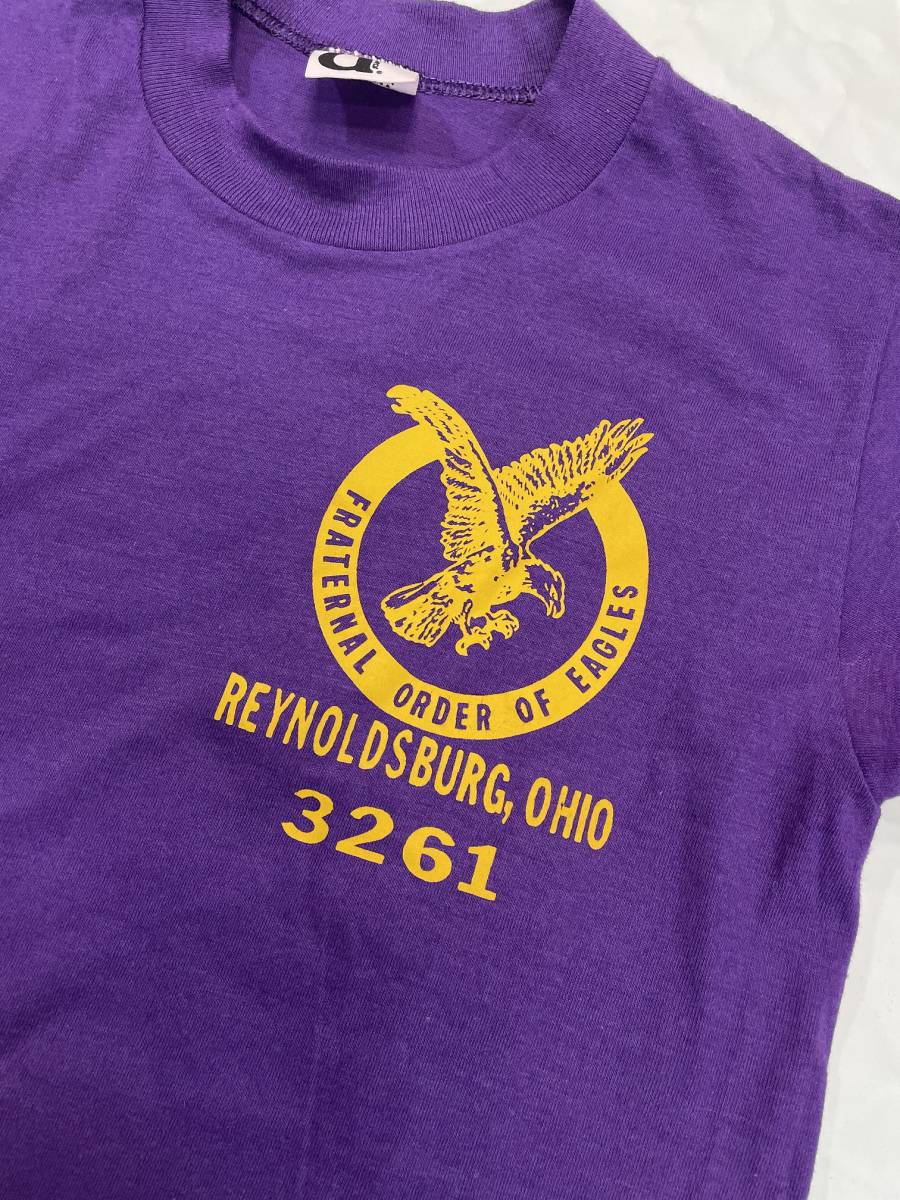 FRATERNAL ORDER OF EAGLES
REYNOLDSBURG, OHIO
3261